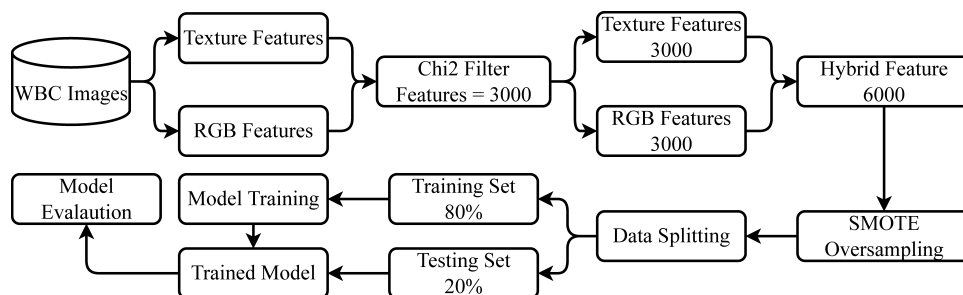 WBC Images
Texture Features
RGB Features
Chi2 Filter
Features = 3000
Texture Features
3000
RGB Features
3000
Hybrid Feature
6000
Model
Evalaution
Model Training
Trained Model
Training Set
80%
Testing Set
20%
Data Splitting
SMOTE
Oversampling